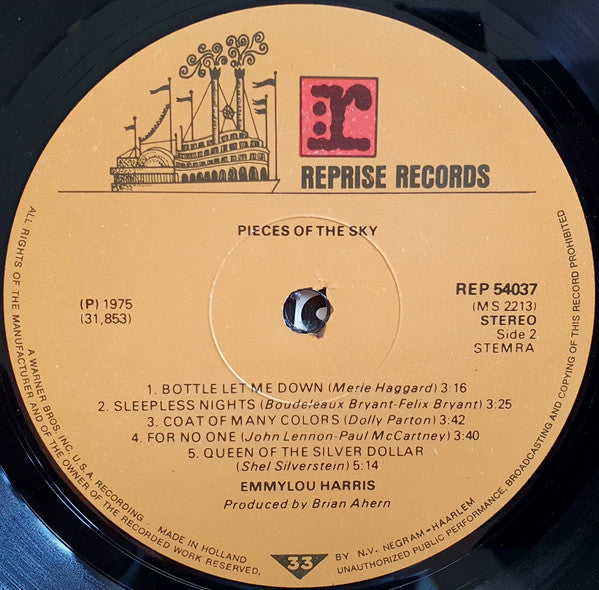 r
REPRISE RECORDS
PIECES OF THE SKY
(P) 1975
(31,853)
REP 54037
(MS 2213)
STEREO
Side 2
STEMRA
1. BOTTLE LET ME DOWN (Merie Haggard) 3:16
2. SLEEPLESS NIGHTS (Boudeleaux Bryant-Felix Bryant) 3:25
3. COAT OF MANY COLORS (Dolly Parton) 3:42
4. FOR NO ONE (John Lennon-Paul McCartney) 3:40
5. QUEEN OF THE SILVER DOLLAR
(Shel Silverstein) 5:14
EMMYLOU HARRIS
Produced by Brian Ahern
33
ALL RIGHTS OF THE MANUFACTURER AND OF THE OWNER OF THE RECORDED WORK RESERVED,
UNAUTHORIZED PUBLIC PERFORMANCE, BROADCASTING AND COPYING OF THIS RECORD PROHIBITED
A WARNER BROS. INC. U.S.A. RECORDING - MADE IN HOLLAND
BY N.V. NEGRAM-HAARLEM